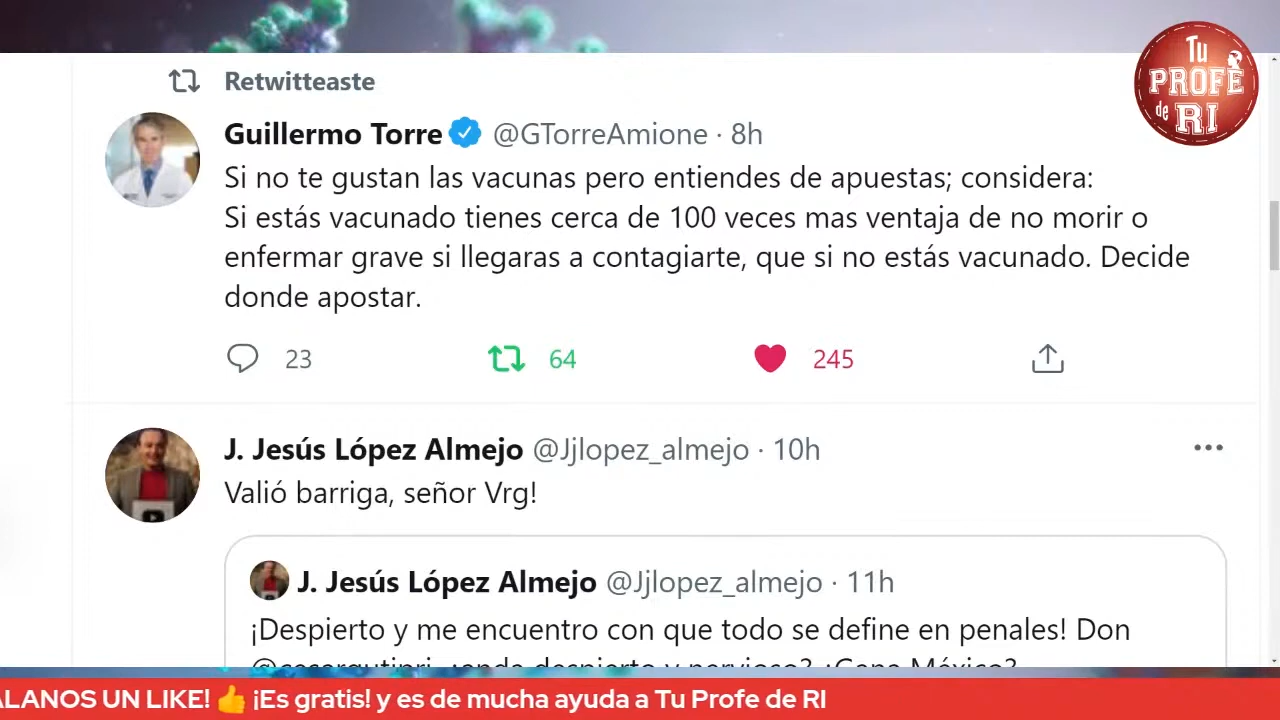 Tu
PROFE
de RI
Retwitteaste
Guillermo Torre @GTorreAmione · 8h
Si no te gustan las vacunas pero entiendes de apuestas; considera:
Si estás vacunado tienes cerca de 100 veces mas ventaja de no morir o
enfermar grave si llegaras a contagiarte, que si no estás vacunado. Decide
donde apostar.
23 64 245
J. Jesús López Almejo @Jjlopez_almejo · 10h
Valió barriga, señor Vrg!
J. Jesús López Almejo @Jjlopez_almejo · 11h
¡Despierto y me encuentro con que todo se define en penales! Don
ALANOS UN LIKE! 👍 ¡Es gratis! y es de mucha ayuda a Tu Profe de RI